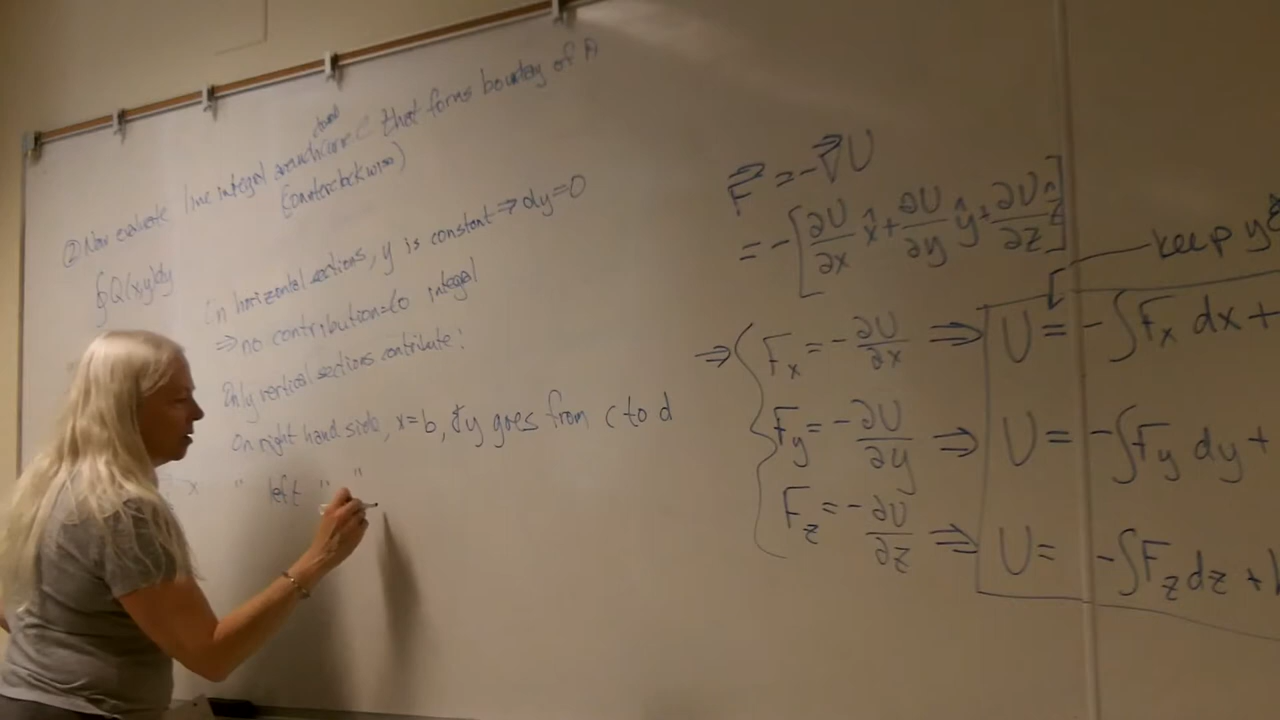 ② Now evaluate line integral around curve C that forms boundary of A
closed
(counterclockwise)
∮Q(x,y)dy
On horizontal sections, y is constant ⇒ dy=0
⇒ no contribution to integral
Only vertical sections contribute:
On right hand side, x=b, y goes from c to d
" left " "
F⃗ = -∇⃗U
= -[∂U/∂x x̂ + ∂U/∂y ŷ + ∂U/∂z ẑ]
keep y
⇒ { Fx = -∂U/∂x ⇒ U = -∫Fx dx +
Fy = -∂U/∂y ⇒ U = -∫Fy dy +
Fz = -∂U/∂z ⇒ U = -∫Fz dz +